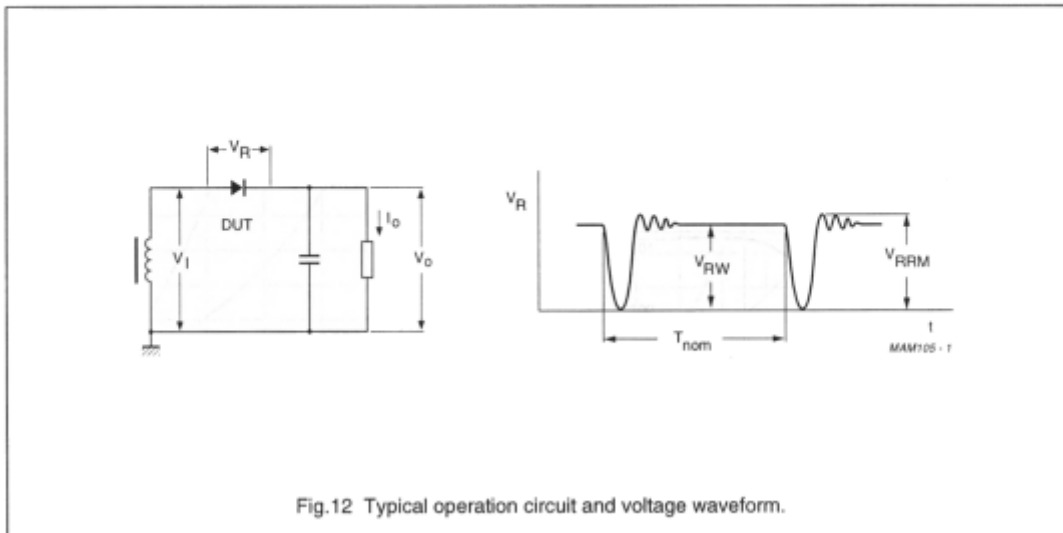 V_R
DUT
I_o
V_I
V_o
V_R
V_RW
V_RRM
T_nom
t
MAM105 - 1
Fig.12 Typical operation circuit and voltage waveform.